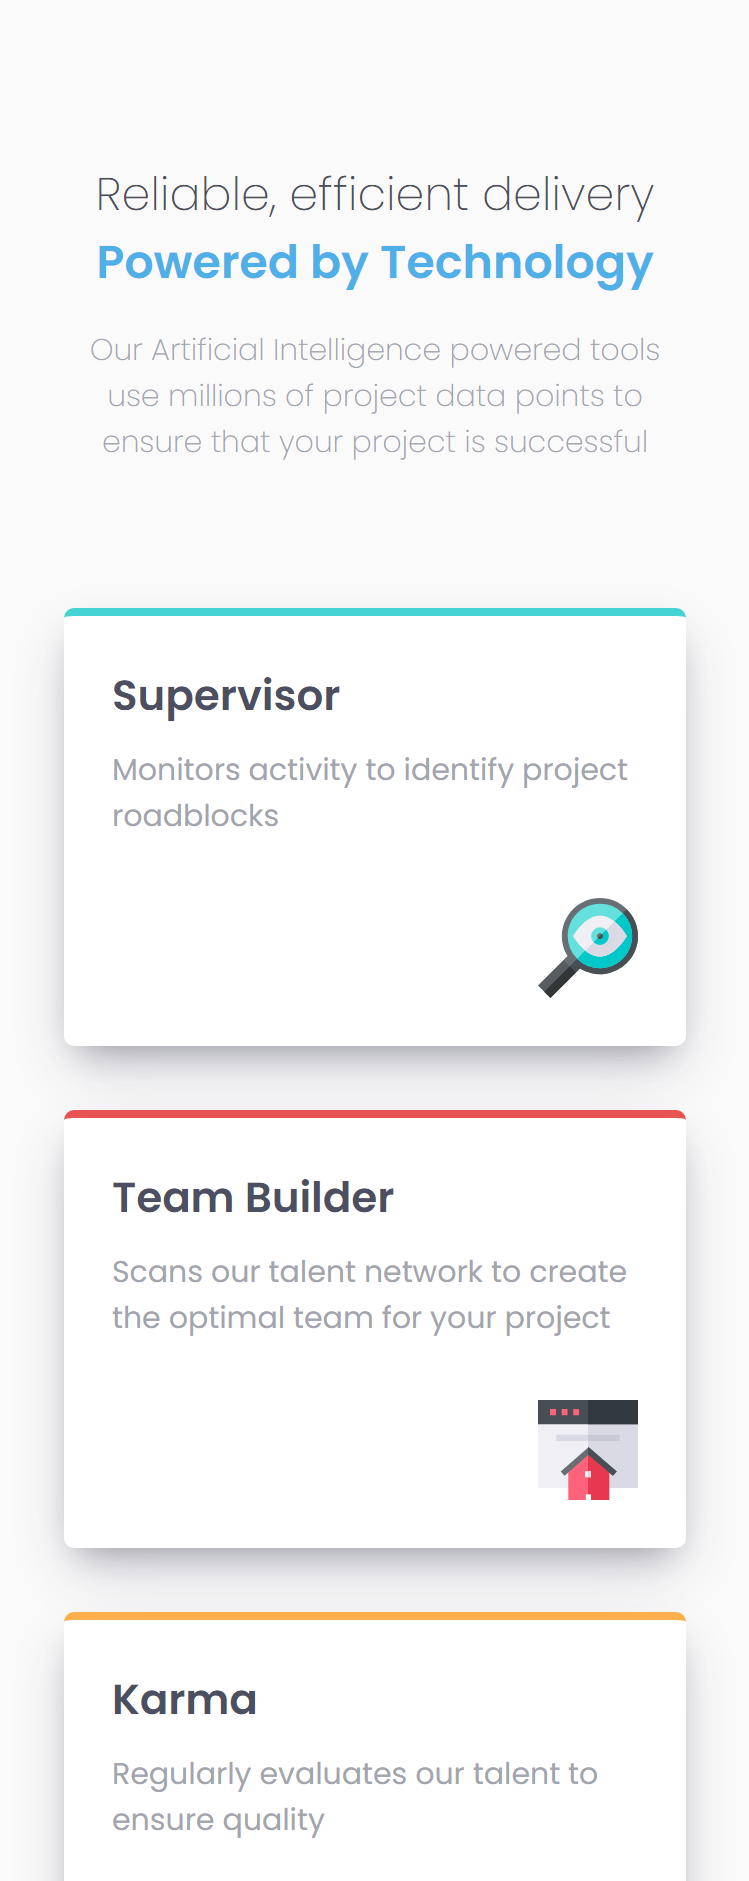 Reliable, efficient delivery
Powered by Technology
Our Artificial Intelligence powered tools
use millions of project data points to
ensure that your project is successful
Supervisor
Monitors activity to identify project
roadblocks
Team Builder
Scans our talent network to create
the optimal team for your project
Karma
Regularly evaluates our talent to
ensure quality